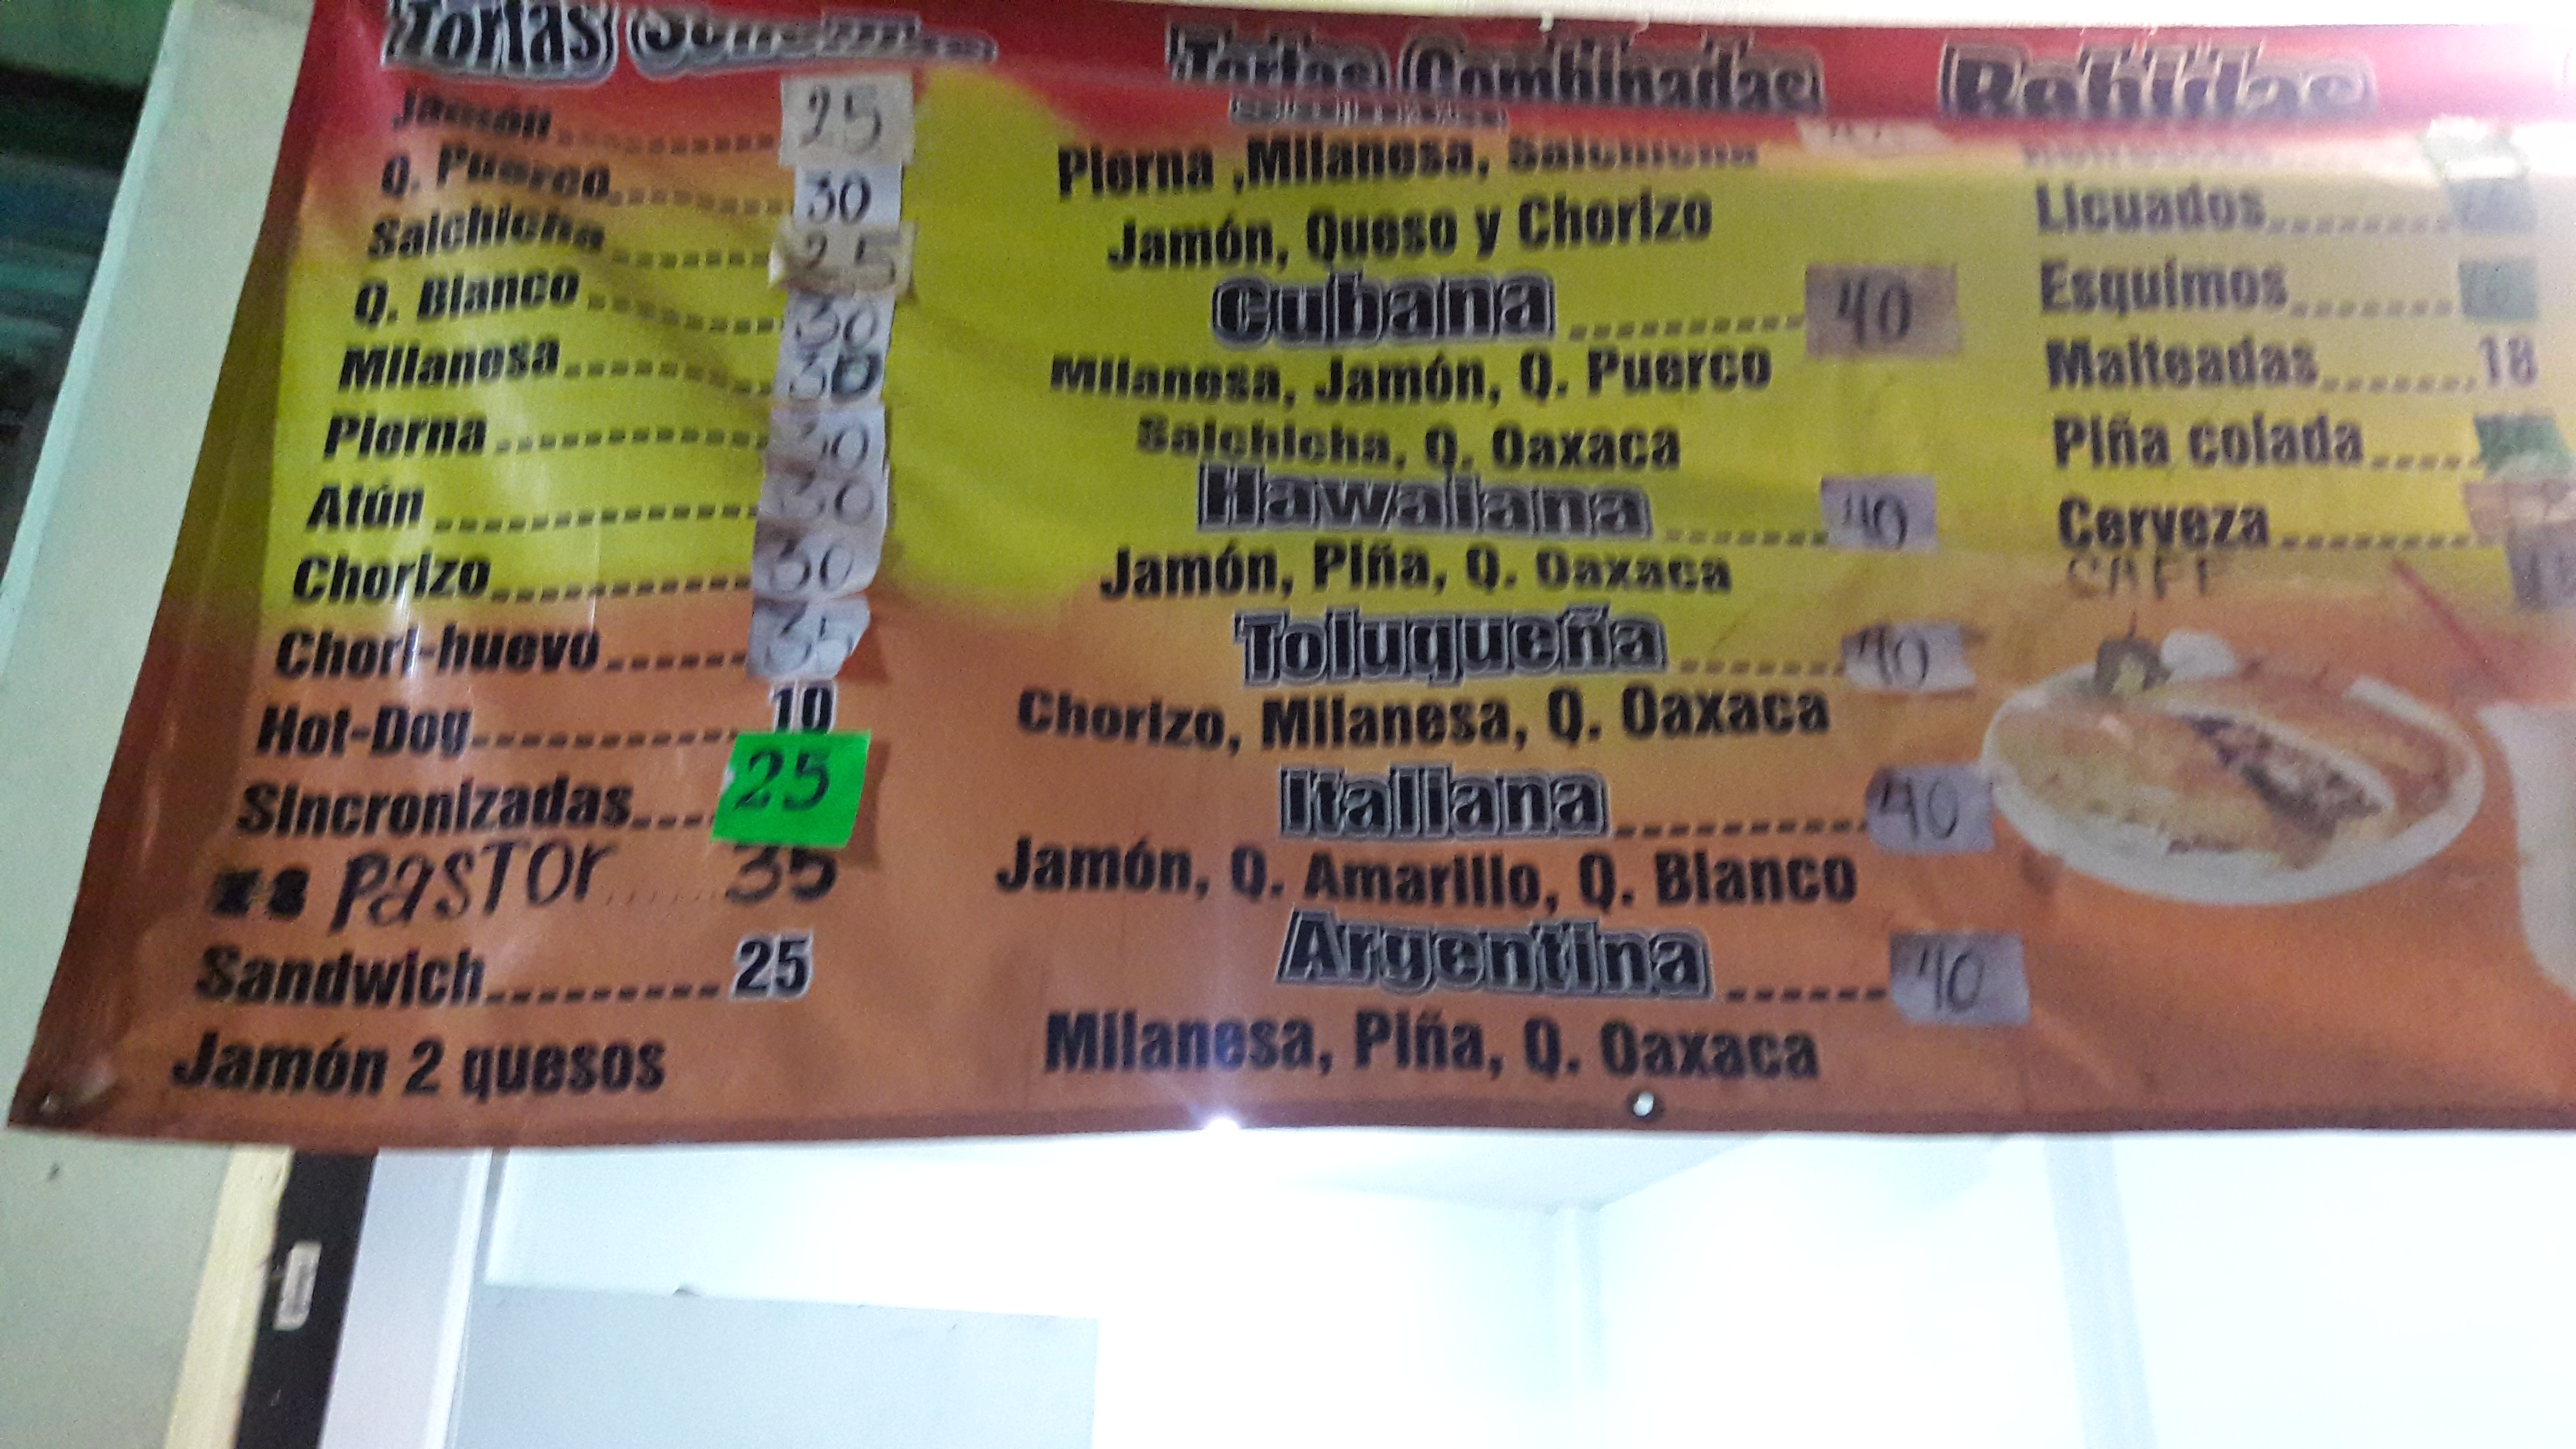 Tortas
Jamón 25
Q. Puerco 30
Salchicha 25
Q. Blanco 30
Milanesa 30
Pierna 30
Atún 30
Chorizo 30
Chori-huevo 35
Hot-Dog 10
Sincronizadas 25
PASTOr 35
Sandwich 25
Jamón 2 quesos
Tortas Combinadas
Pierna ,Milanesa, Salchicha
Jamón, Queso y Chorizo
Cubana 40
Milanesa, Jamón, Q. Puerco
Salchicha, Q. Oaxaca
Hawaiana 40
Jamón, Piña, Q. Oaxaca
Toluqueña 40
Chorizo, Milanesa, Q. Oaxaca
Italiana 40
Jamón, Q. Amarillo, Q. Blanco
Argentina 40
Milanesa, Piña, Q. Oaxaca
Bebidas
Licuados
Esquimos
Malteadas 18
Piña colada
Cerveza
CAFE